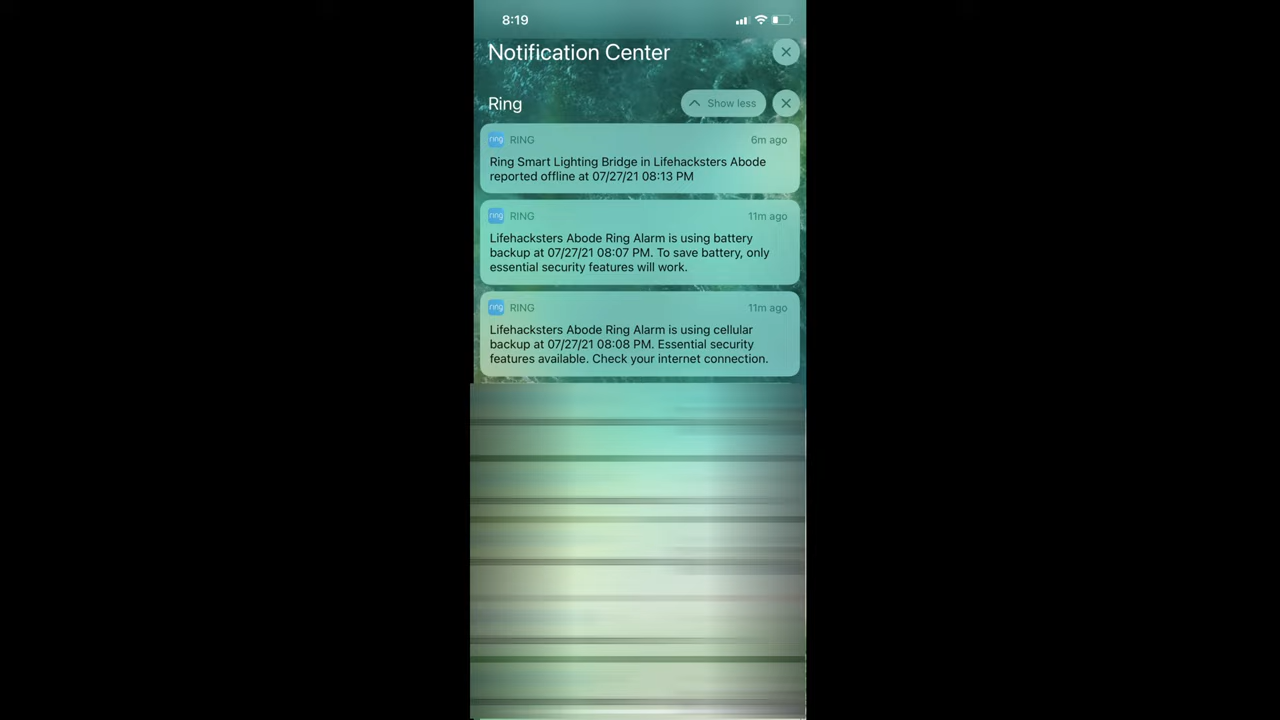 8:19
Notification Center
Ring
Show less
ring RING 6m ago
Ring Smart Lighting Bridge in Lifehacksters Abode
reported offline at 07/27/21 08:13 PM
ring RING 11m ago
Lifehacksters Abode Ring Alarm is using battery
backup at 07/27/21 08:07 PM. To save battery, only
essential security features will work.
ring RING 11m ago
Lifehacksters Abode Ring Alarm is using cellular
backup at 07/27/21 08:08 PM. Essential security
features available. Check your internet connection.